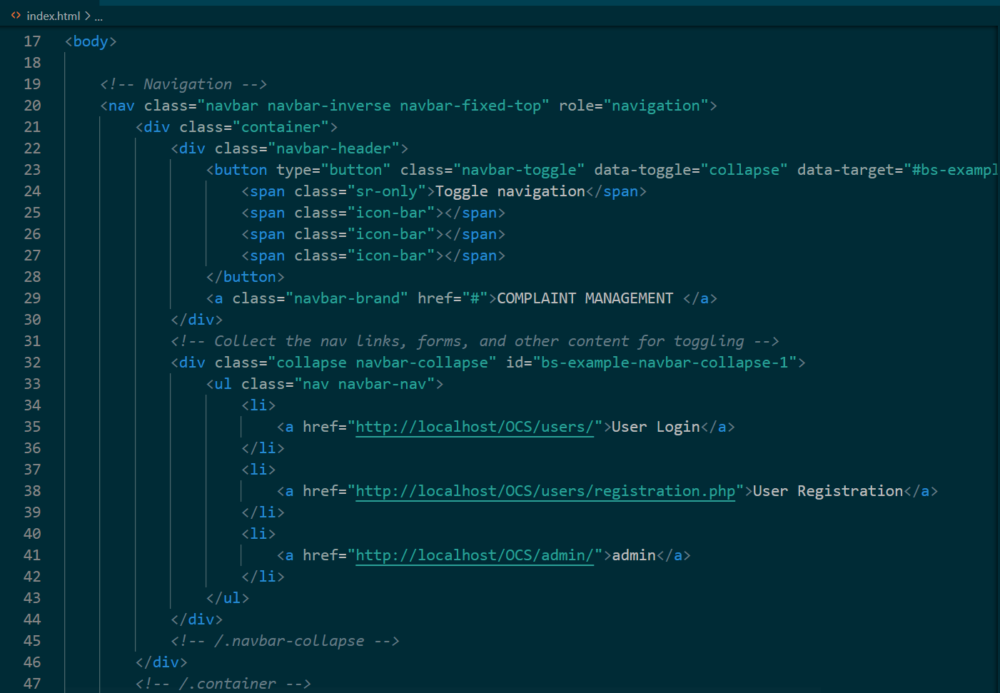 index.html > ...
17 <body>
18
19 <!-- Navigation -->
20 <nav class="navbar navbar-inverse navbar-fixed-top" role="navigation">
21 <div class="container">
22 <div class="navbar-header">
23 <button type="button" class="navbar-toggle" data-toggle="collapse" data-target="#bs-exampl
24 <span class="sr-only">Toggle navigation</span>
25 <span class="icon-bar"></span>
26 <span class="icon-bar"></span>
27 <span class="icon-bar"></span>
28 </button>
29 <a class="navbar-brand" href="#">COMPLAINT MANAGEMENT </a>
30 </div>
31 <!-- Collect the nav links, forms, and other content for toggling -->
32 <div class="collapse navbar-collapse" id="bs-example-navbar-collapse-1">
33 <ul class="nav navbar-nav">
34 <li>
35 <a href="http://localhost/OCS/users/">User Login</a>
36 </li>
37 <li>
38 <a href="http://localhost/OCS/users/registration.php">User Registration</a>
39 </li>
40 <li>
41 <a href="http://localhost/OCS/admin/">admin</a>
42 </li>
43 </ul>
44 </div>
45 <!-- /.navbar-collapse -->
46 </div>
47 <!-- /.container -->